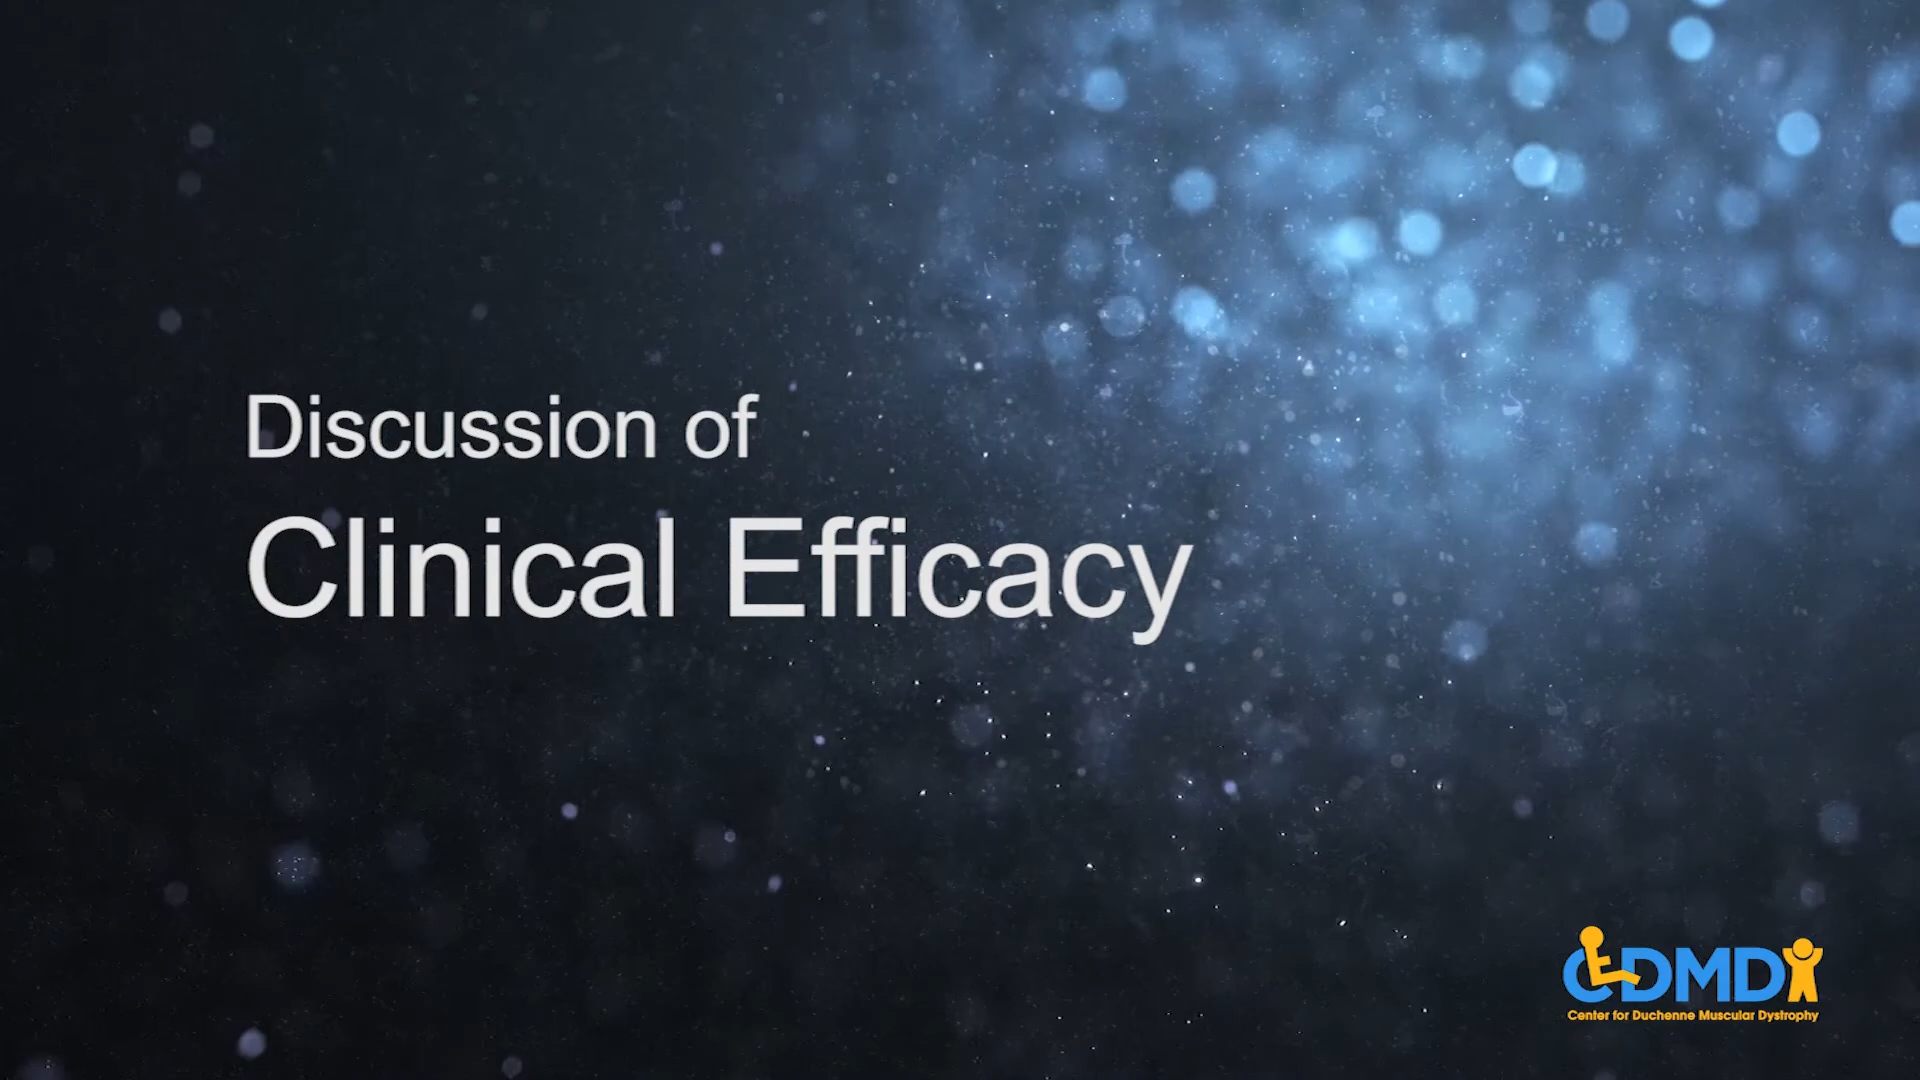 Discussion of
Clinical Efficacy
CDMD
Center for Duchenne Muscular Dystrophy